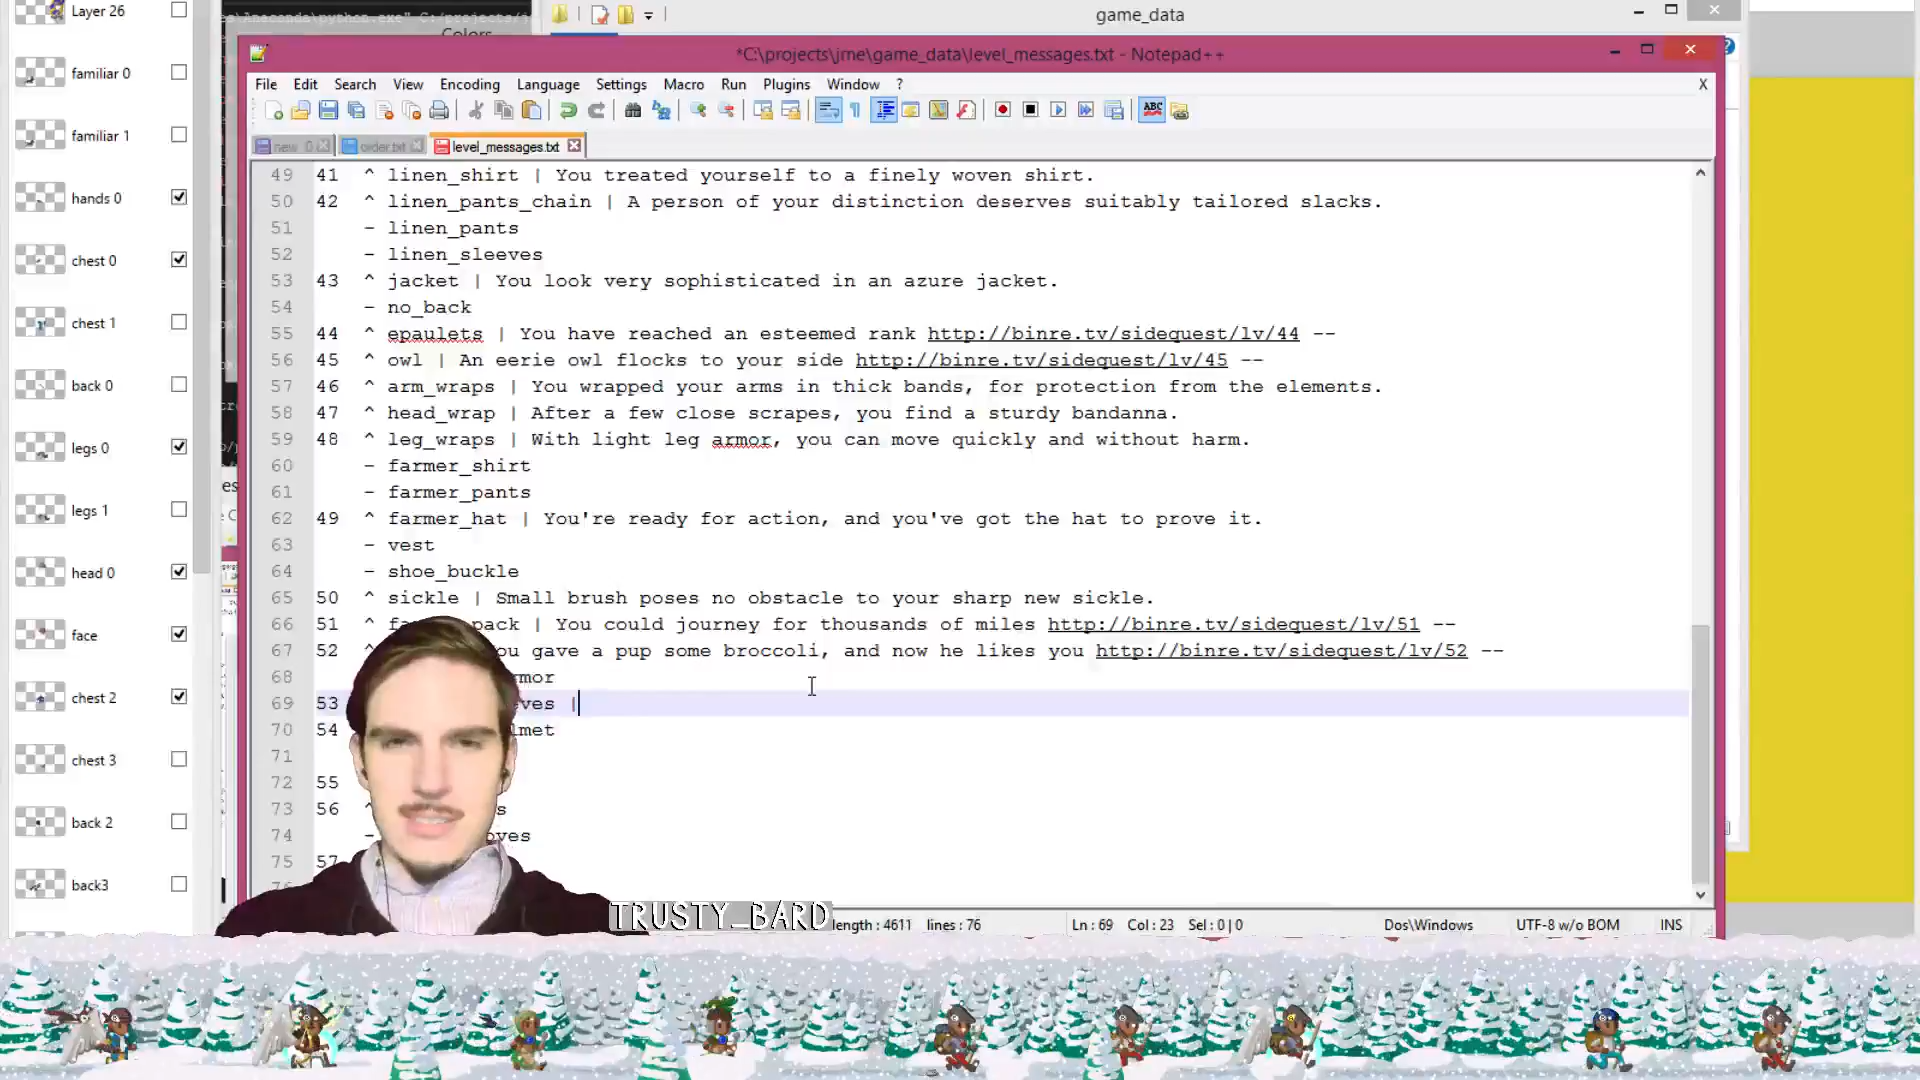 Layer 26
familiar 0
familiar 1
hands 0
chest 0
chest 1
back 0
legs 0
legs 1
head 0
face
chest 2
chest 3
back 2
back3
game_data
*C:\projects\jme\game_data\level_messages.txt - Notepad++
File Edit Search View Encoding Language Settings Macro Run Plugins Window ? X
new 0 order.txt level_messages.txt
49 41 ^ linen_shirt | You treated yourself to a finely woven shirt.
50 42 ^ linen_pants_chain | A person of your distinction deserves suitably tailored slacks.
51 - linen_pants
52 - linen_sleeves
53 43 ^ jacket | You look very sophisticated in an azure jacket.
54 - no_back
55 44 ^ epaulets | You have reached an esteemed rank http://binre.tv/sidequest/lv/44 --
56 45 ^ owl | An eerie owl flocks to your side http://binre.tv/sidequest/lv/45 --
57 46 ^ arm_wraps | You wrapped your arms in thick bands, for protection from the elements.
58 47 ^ head_wrap | After a few close scrapes, you find a sturdy bandanna.
59 48 ^ leg_wraps | With light leg armor, you can move quickly and without harm.
60 - farmer_shirt
61 - farmer_pants
62 49 ^ farmer_hat | You're ready for action, and you've got the hat to prove it.
63 - vest
64 - shoe_buckle
65 50 ^ sickle | Small brush poses no obstacle to your sharp new sickle.
66 51 ^ pack | You could journey for thousands of miles http://binre.tv/sidequest/lv/51 --
67 52 ^ gave a pup some broccoli, and now he likes you http://binre.tv/sidequest/lv/52 --
68
69 53 |
70 54
71
72 55
73 56 ^
74 -
75 57
TRUSTY_BARD
length : 4611 lines : 76 Ln : 69 Col : 23 Sel : 0 | 0 Dos\Windows UTF-8 w/o BOM INS